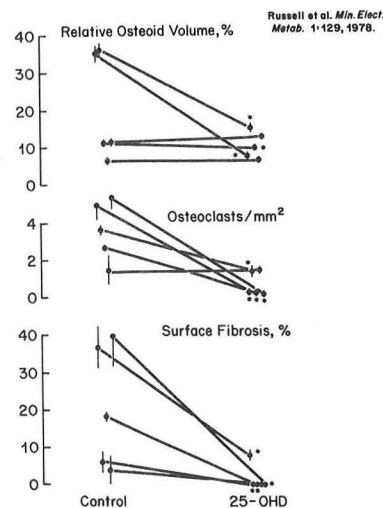 Russell et al. Min. Elect.
Metab. 1:129, 1978.
Relative Osteoid Volume, %
40
30
20
10
0
Osteoclasts/mm²
4
2
0
Surface Fibrosis, %
40
30
20
10
0
Control 25-OHD